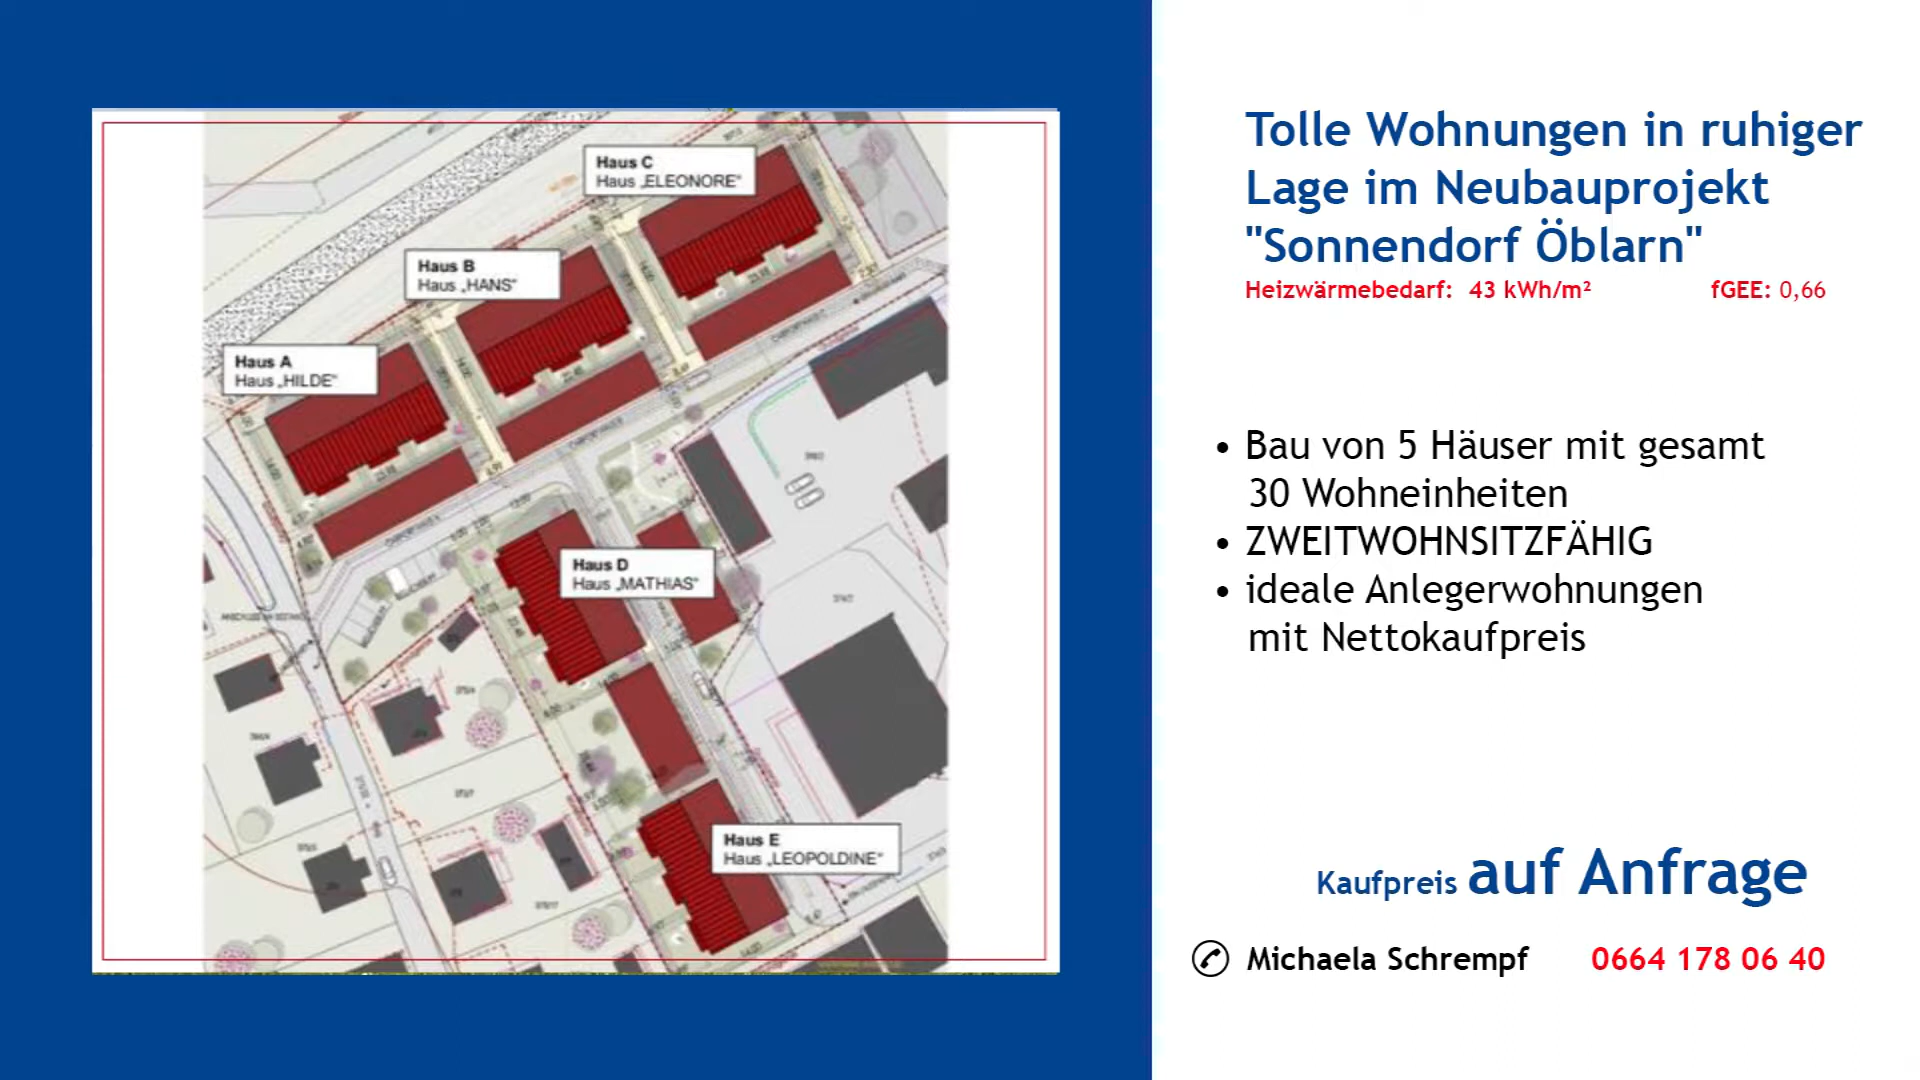 Haus C
Haus „ELEONORE"
Haus B
Haus „HANS"
Haus A
Haus „HILDE"
Haus D
Haus „MATHIAS"
Haus E
Haus „LEOPOLDINE"
Tolle Wohnungen in ruhiger
Lage im Neubauprojekt
"Sonnendorf Öblarn"
Heizwärmebedarf: 43 kWh/m² fGEE: 0,66
• Bau von 5 Häuser mit gesamt
30 Wohneinheiten
• ZWEITWOHNSITZFÄHIG
• ideale Anlegerwohnungen
mit Nettokaufpreis
Kaufpreis auf Anfrage
Michaela Schrempf 0664 178 06 40